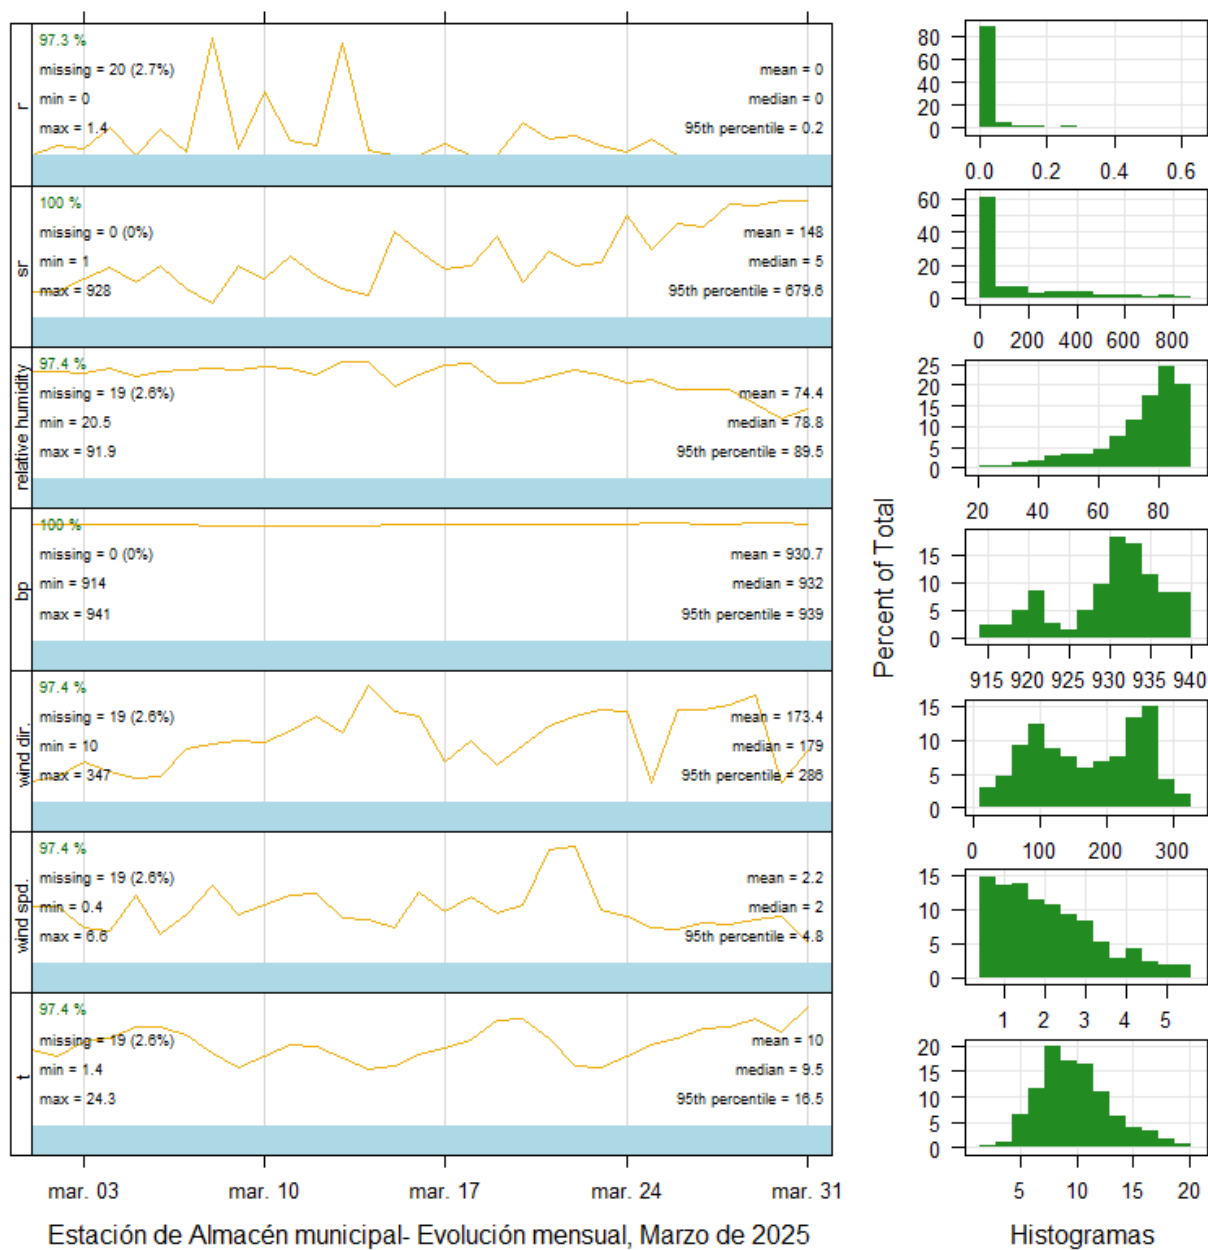 r
97.3 %
missing = 20 (2.7%)
min = 0
max = 1.4
mean = 0
median = 0
95th percentile = 0.2
sr
100 %
missing = 0 (0%)
min = 1
max = 928
mean = 148
median = 5
95th percentile = 679.6
relative humidity
97.4 %
missing = 19 (2.6%)
min = 20.5
max = 91.9
mean = 74.4
median = 78.8
95th percentile = 89.5
bp
100 %
missing = 0 (0%)
min = 914
max = 941
mean = 930.7
median = 932
95th percentile = 939
wind dir.
97.4 %
missing = 19 (2.6%)
min = 10
max = 347
mean = 173.4
median = 179
95th percentile = 286
wind spd.
97.4 %
missing = 19 (2.6%)
min = 0.4
max = 6.6
mean = 2.2
median = 2
95th percentile = 4.8
t
97.4 %
missing = 19 (2.6%)
min = 1.4
max = 24.3
mean = 10
median = 9.5
95th percentile = 16.5
mar. 03 mar. 10 mar. 17 mar. 24 mar. 31
Estación de Almacén municipal- Evolución mensual, Marzo de 2025
Percent of Total
80
60
40
20
0
0.0 0.2 0.4 0.6
60
40
20
0
0 200 400 600 800
25
20
15
10
5
0
20 40 60 80
15
10
5
0
915 920 925 930 935 940
15
10
5
0
0 100 200 300
15
10
5
0
1 2 3 4 5
20
15
10
5
0
5 10 15 20
Histogramas